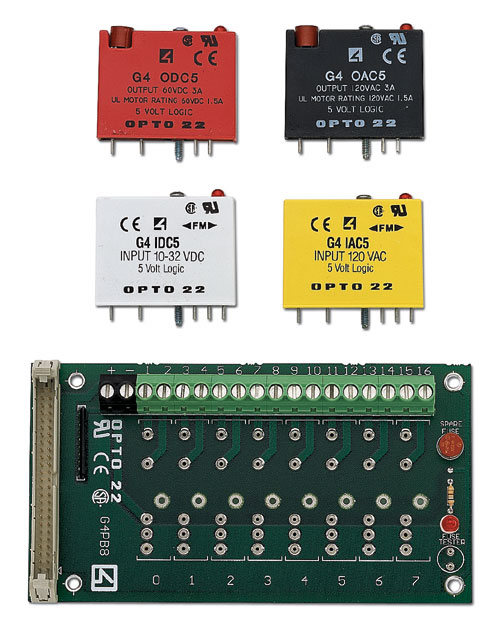 G4 ODC5
OUTPUT 60VDC 3A
UL MOTOR RATING 60VDC 1.5A
5 VOLT LOGIC
OPTO 22
G4 OAC5
OUTPUT 120VAC 3A
UL MOTOR RATING 120VAC 1.5A
5 VOLT LOGIC
OPTO 22
CE FM
G4 IDC5
INPUT 10-32 VDC
5 Volt Logic
OPTO 22
CE FM
G4 IAC5
INPUT 120 VAC
5 Volt Logic
OPTO 22
+ - 1 2 3 4 5 6 7 8 9 10 11 12 13 14 15 16
OPTO 22
CE
G4PB8
SPARE
FUSE
FUSE
TESTER
0 1 2 3 4 5 6 7